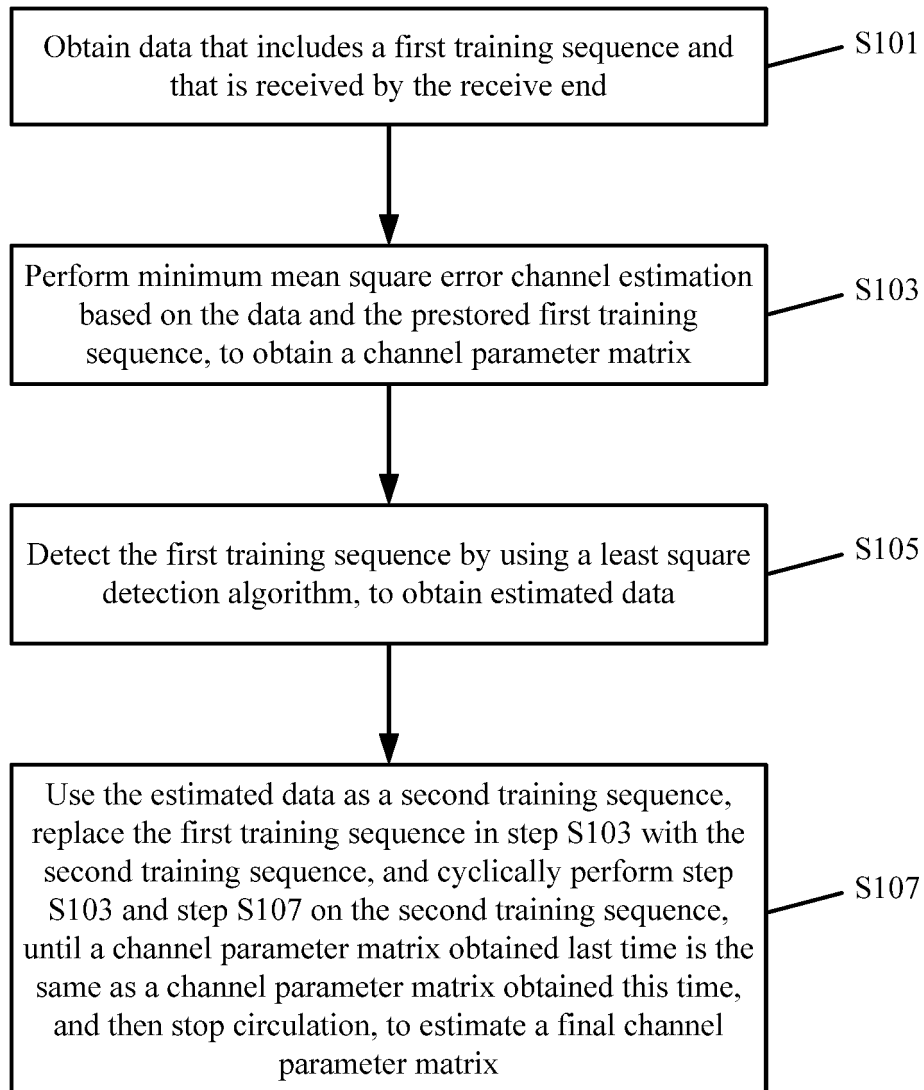 Obtain data that includes a first training sequence and
that is received by the receive end
S101
Perform minimum mean square error channel estimation
based on the data and the prestored first training
sequence, to obtain a channel parameter matrix
S103
Detect the first training sequence by using a least square
detection algorithm, to obtain estimated data
S105
Use the estimated data as a second training sequence,
replace the first training sequence in step S103 with the
second training sequence, and cyclically perform step
S103 and step S107 on the second training sequence,
until a channel parameter matrix obtained last time is the
same as a channel parameter matrix obtained this time,
and then stop circulation, to estimate a final channel
parameter matrix
S107